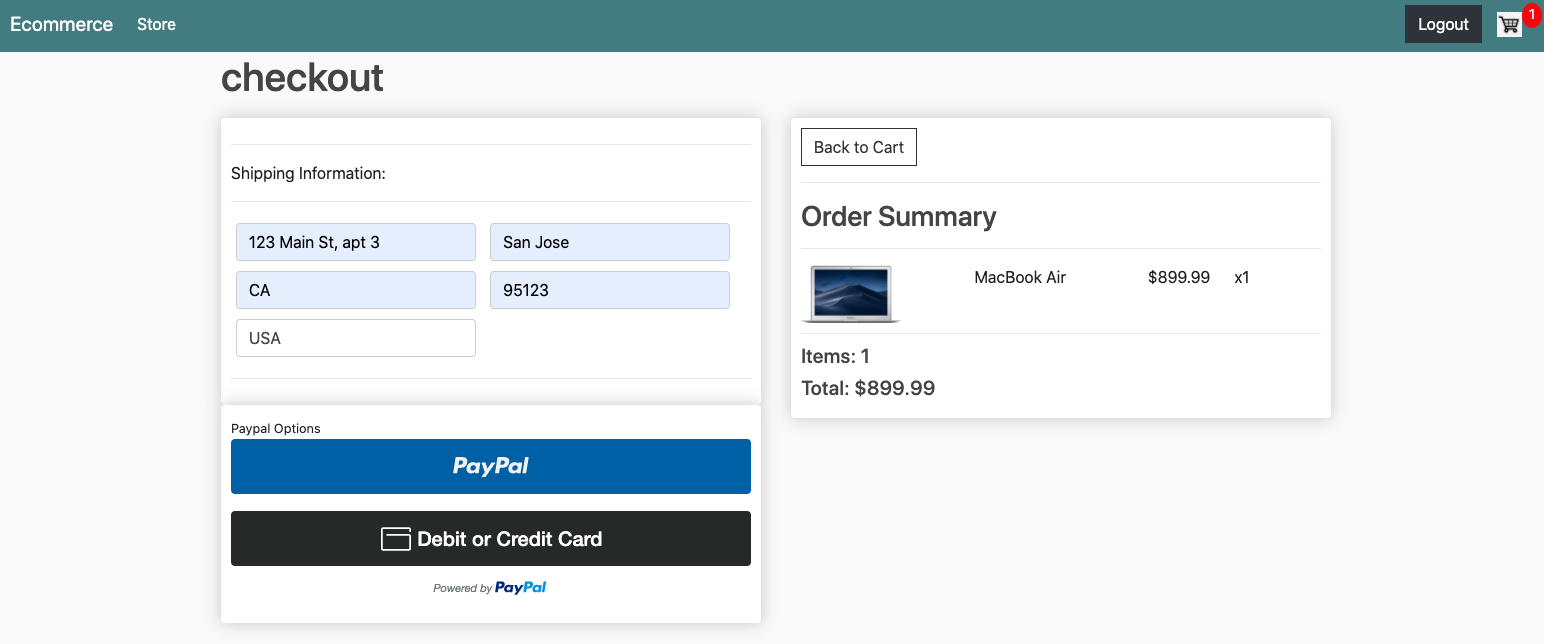 Ecommerce Store Logout 1
checkout
Shipping Information:
123 Main St, apt 3 San Jose
CA 95123
USA
Paypal Options
PayPal
Debit or Credit Card
Powered by PayPal
Back to Cart
Order Summary
MacBook Air $899.99 x1
Items: 1
Total: $899.99